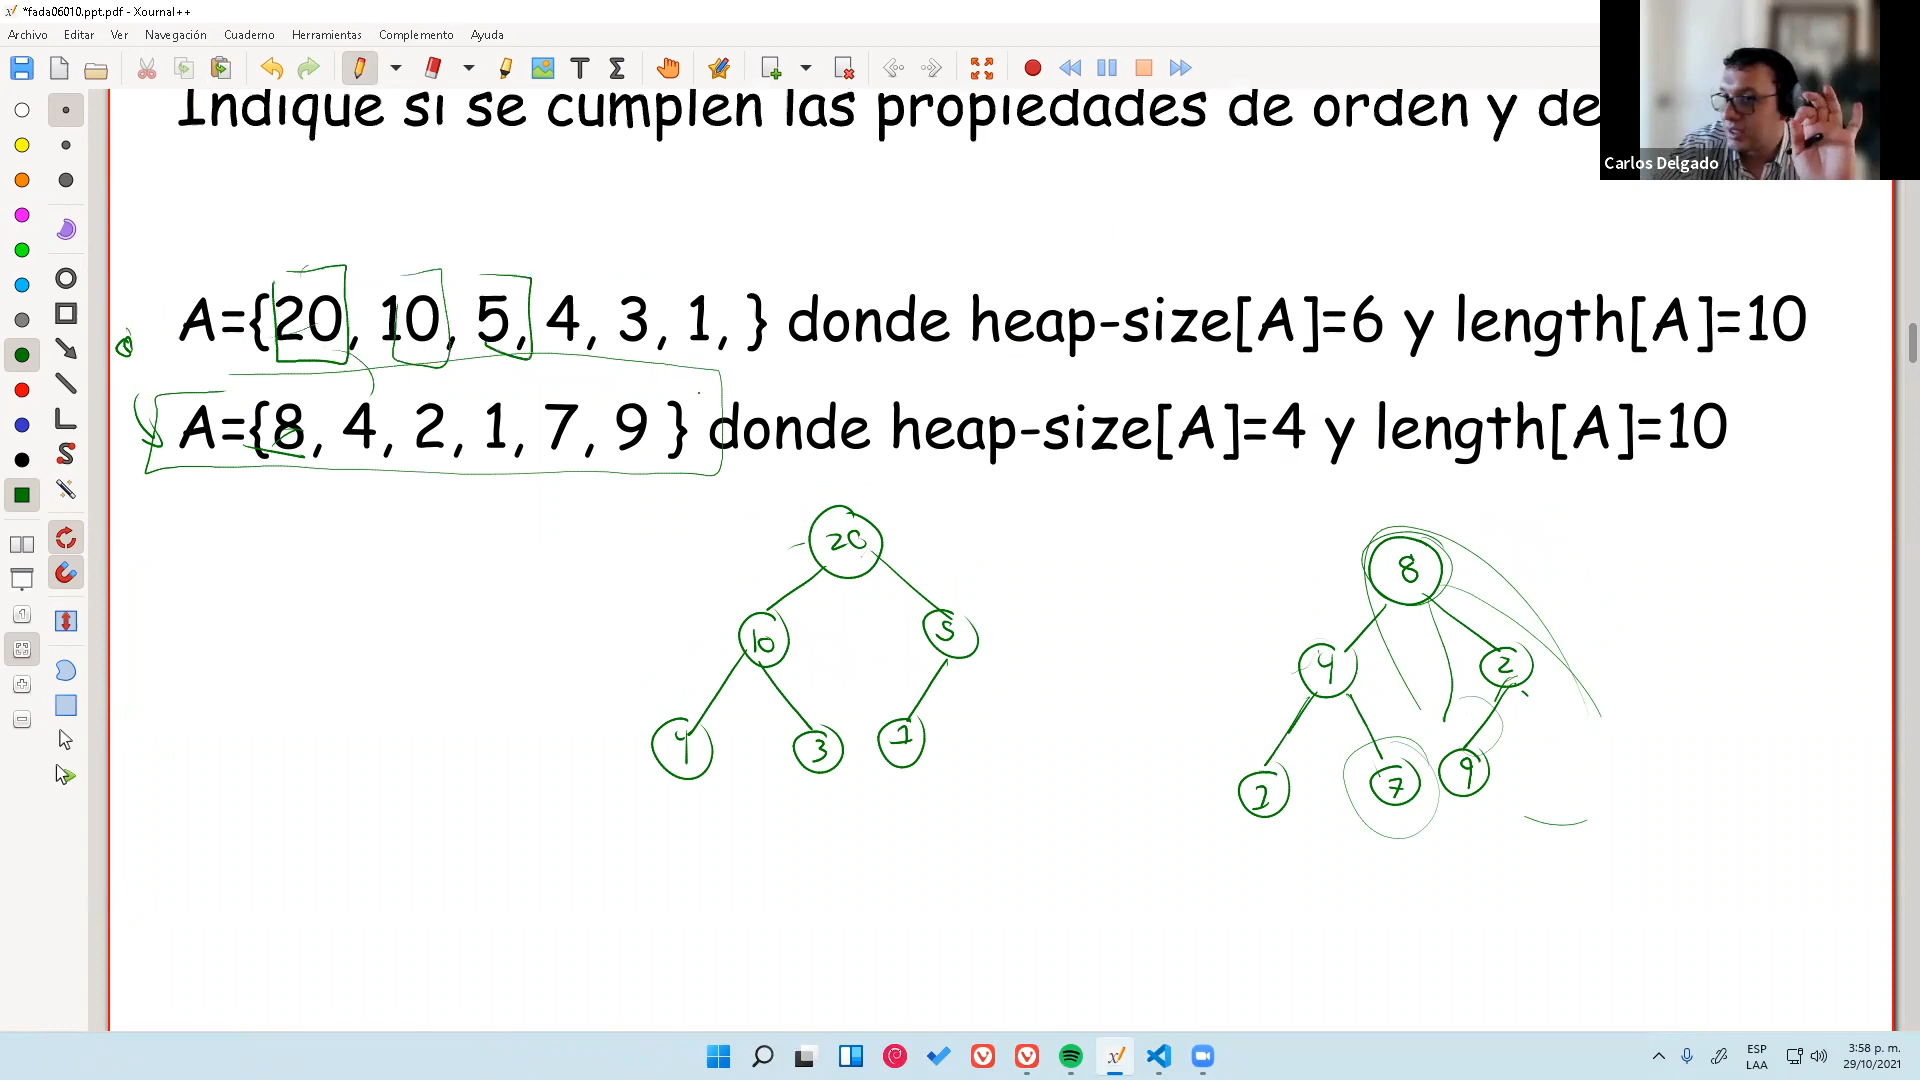 *fada06010.ppt.pdf - Xournal++
Archivo Editar Ver Navegación Cuaderno Herramientas Complemento Ayuda
Indique si se cumplen las propiedades de orden y de
Carlos Delgado
A={20, 10, 5, 4, 3, 1, } donde heap-size[A]=6 y length[A]=10
A={8, 4, 2, 1, 7, 9 } donde heap-size[A]=4 y length[A]=10
20
8
10 5
4 2
4 3 1
1 7 9
ESP
LAA
3:58 p. m.
29/10/2021